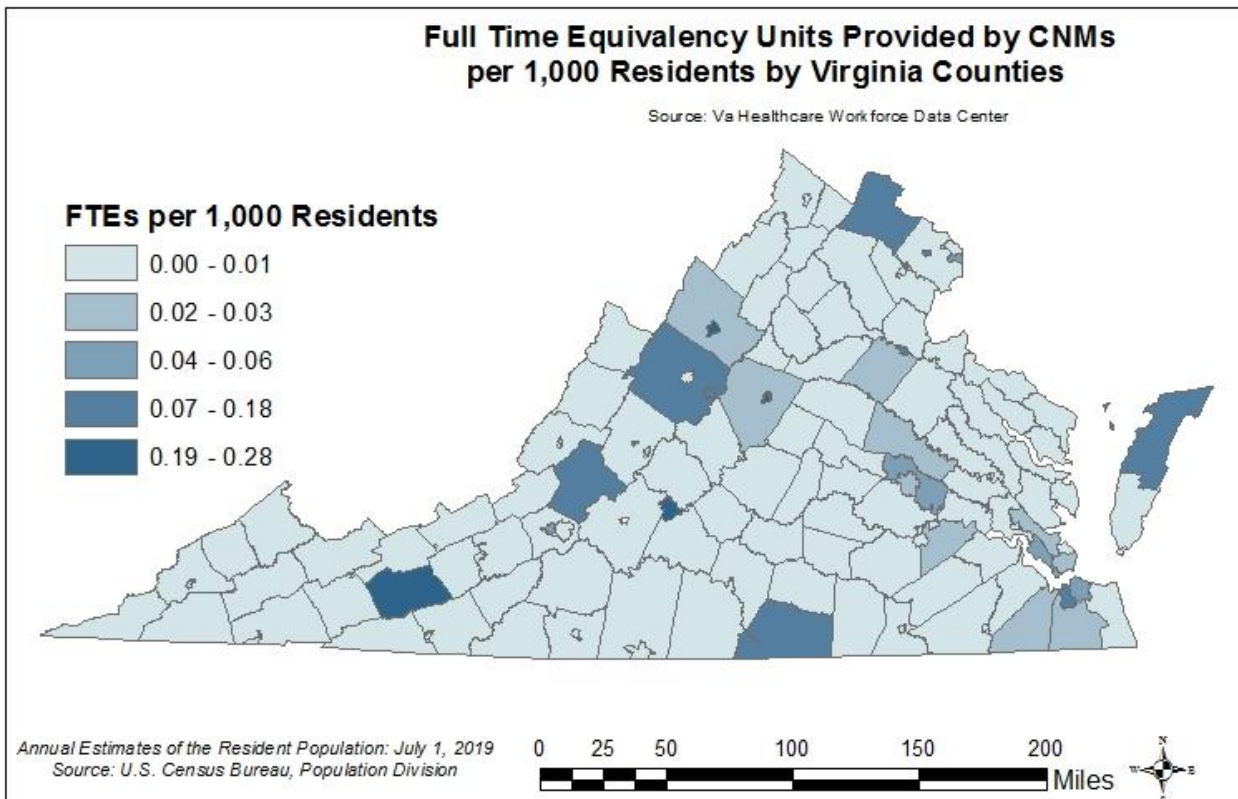 Full Time Equivalency Units Provided by CNMs
per 1,000 Residents by Virginia Counties
Source: Va Healthcare Workforce Data Center
FTEs per 1,000 Residents
0.00 - 0.01
0.02 - 0.03
0.04 - 0.06
0.07 - 0.18
0.19 - 0.28
Annual Estimates of the Resident Population: July 1, 2019
Source: U.S. Census Bureau, Population Division
0 25 50 100 150 200
Miles
N
W E
S